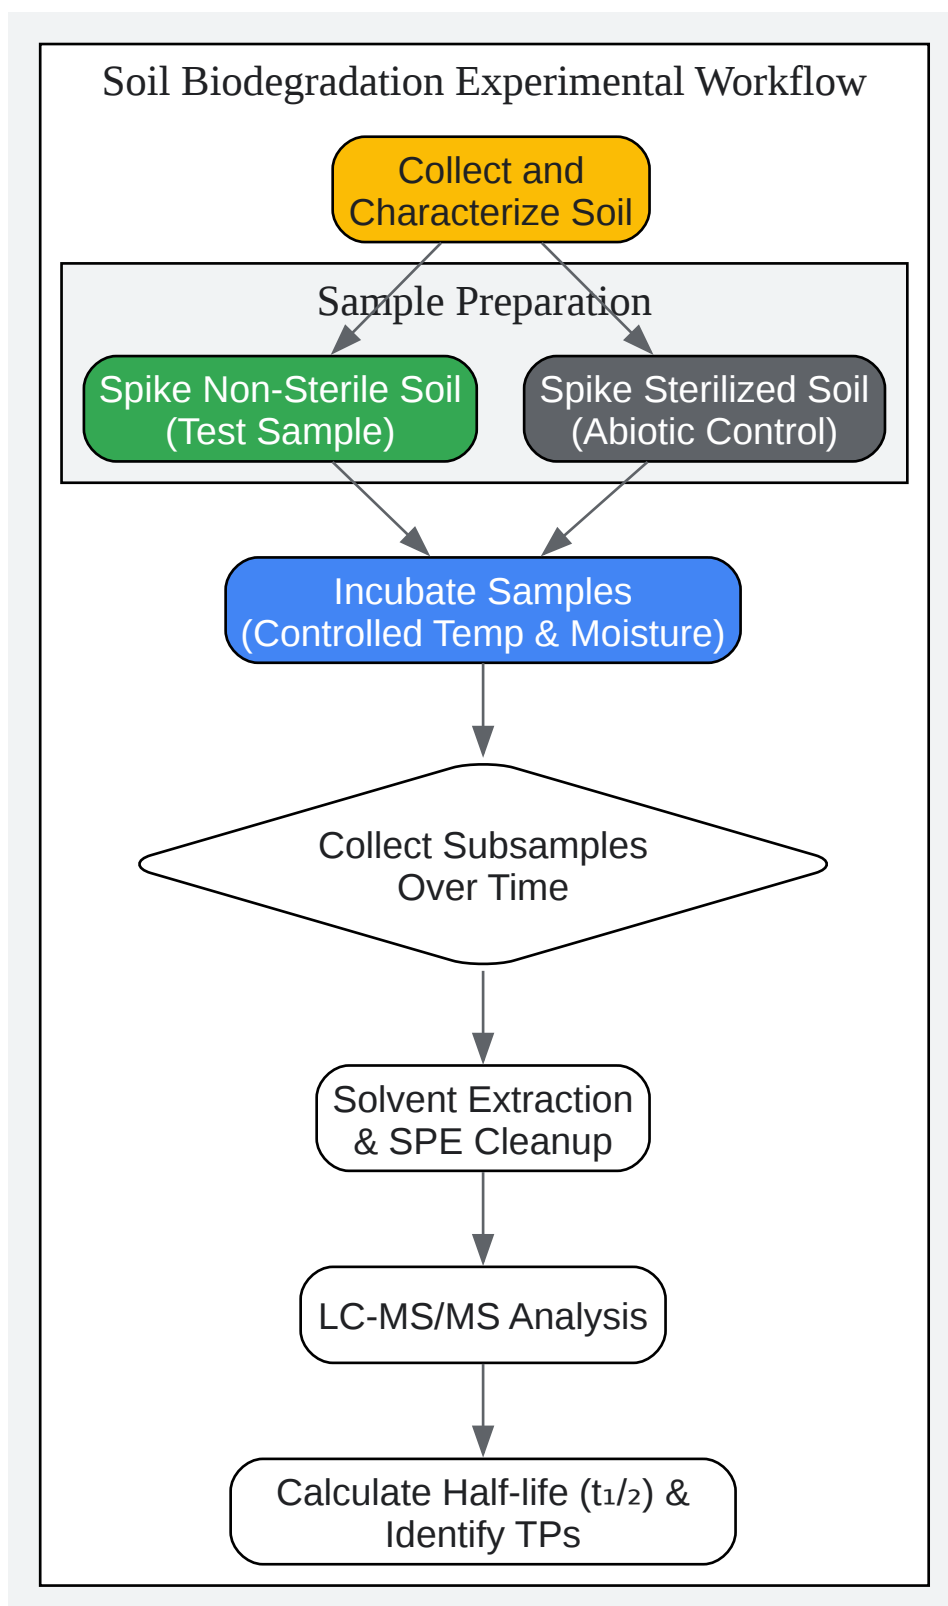 Soil Biodegradation Experimental Workflow
Collect and
Characterize Soil
Sample Preparation
Spike Non-Sterile Soil
(Test Sample)
Spike Sterilized Soil
(Abiotic Control)
Incubate Samples
(Controlled Temp & Moisture)
Collect Subsamples
Over Time
Solvent Extraction
& SPE Cleanup
LC-MS/MS Analysis
Calculate Half-life (t₁/₂) &
Identify TPs